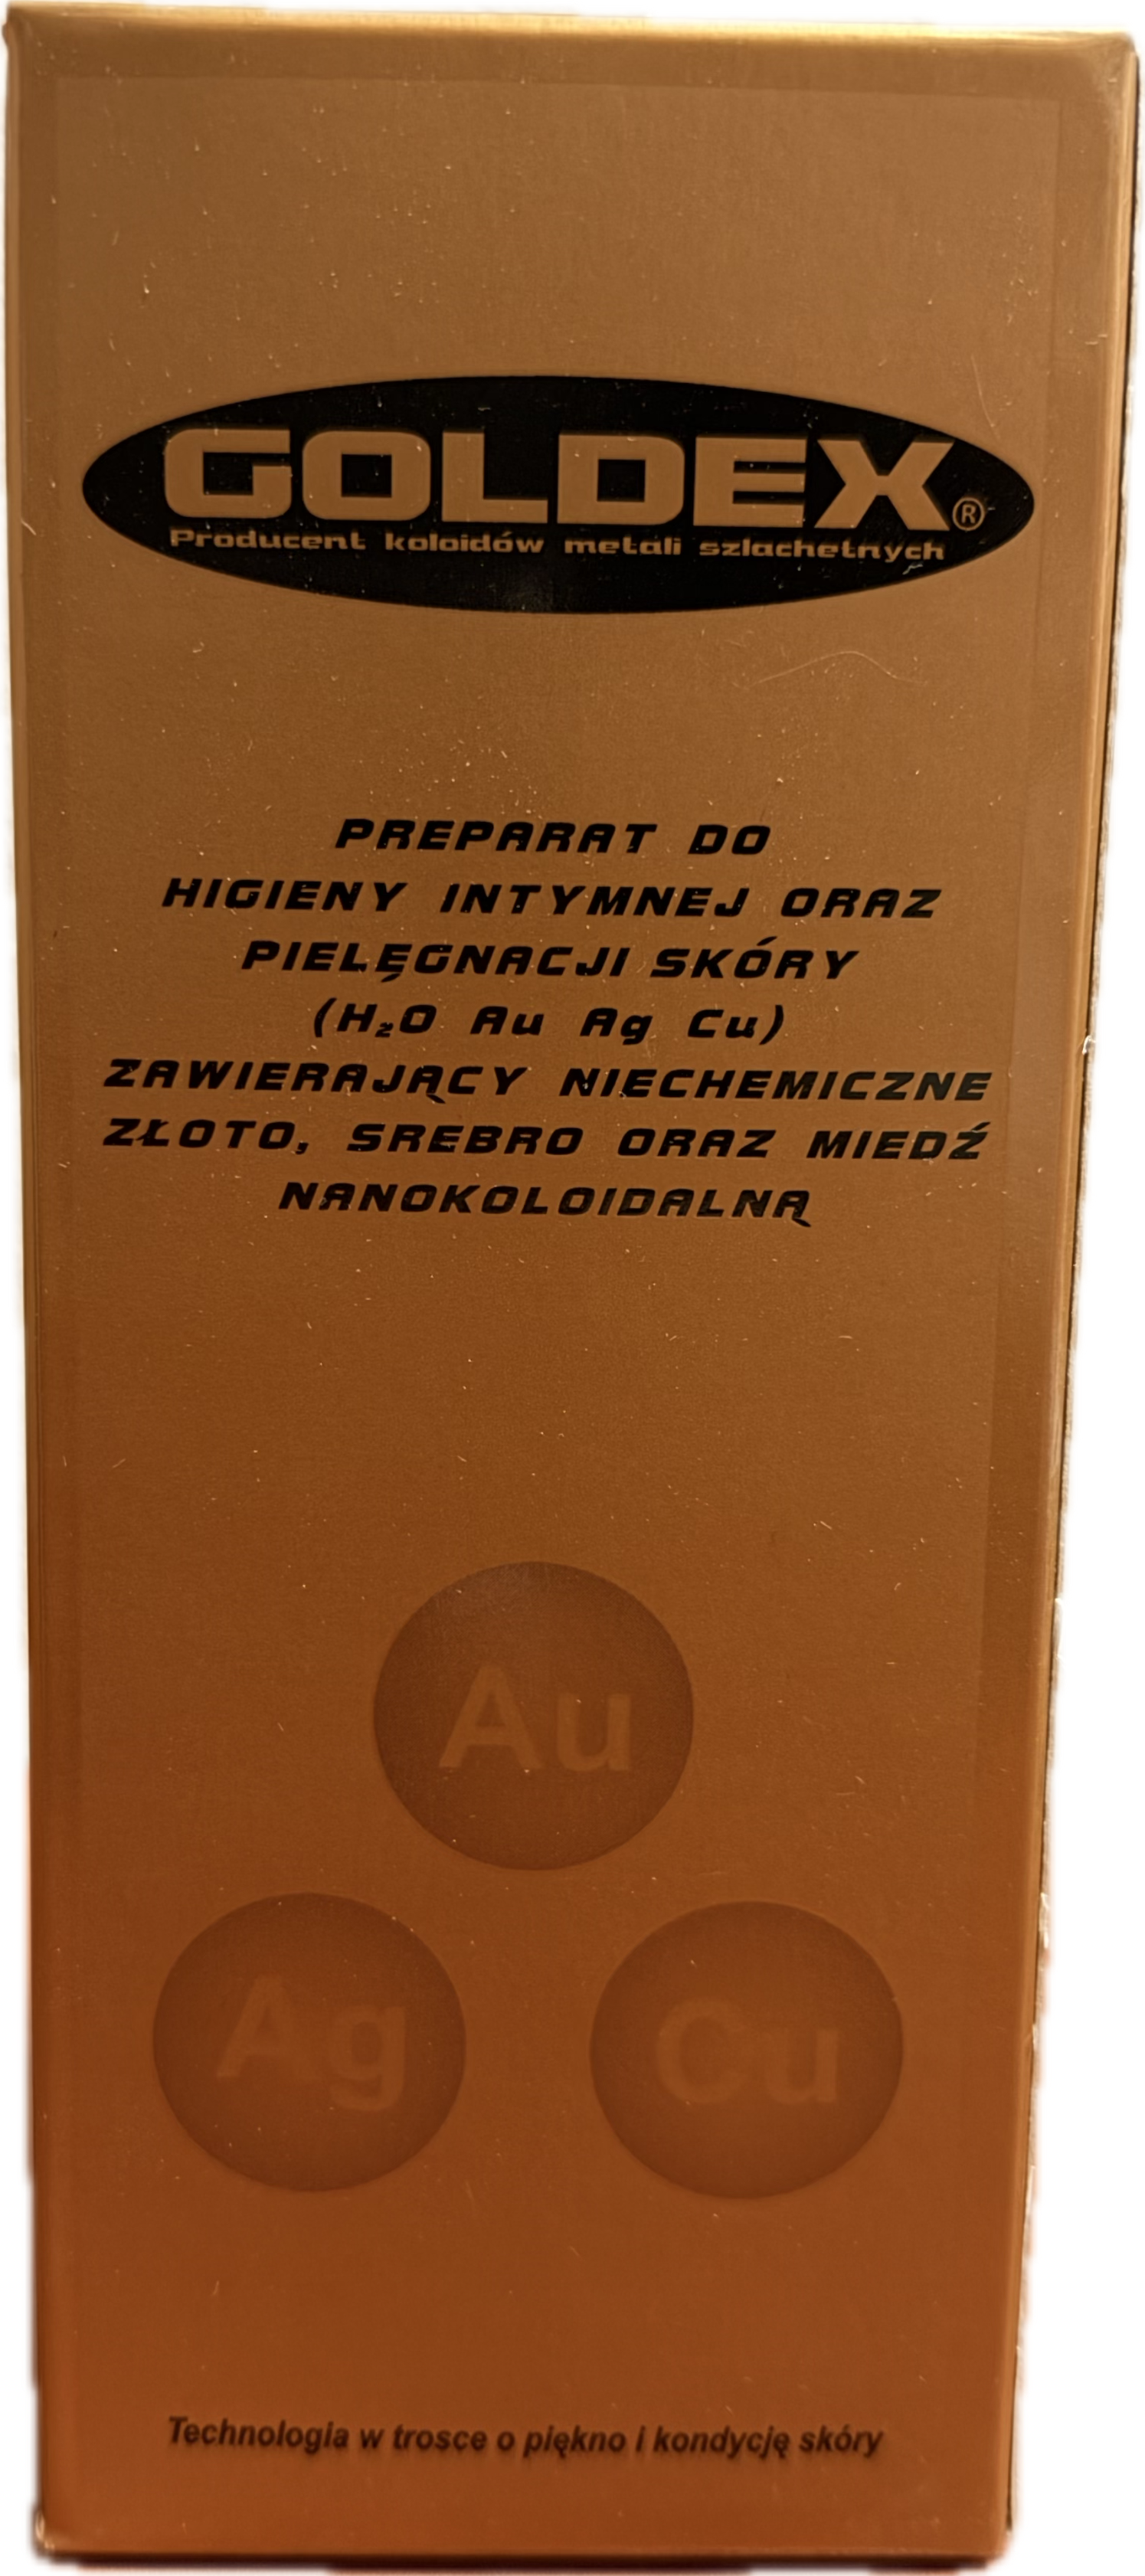 GOLDEX®
Producent koloidów metali szlachetnych
PREPARAT DO
HIGIENY INTYMNEJ ORAZ
PIELĘGNACJI SKÓRY
(H₂O Au Ag Cu)
ZAWIERAJĄCY NIECHEMICZNE
ZŁOTO, SREBRO ORAZ MIEDŹ
NANOKOLOIDALNĄ
Au
Ag Cu
Technologia w trosce o piękno i kondycję skóry